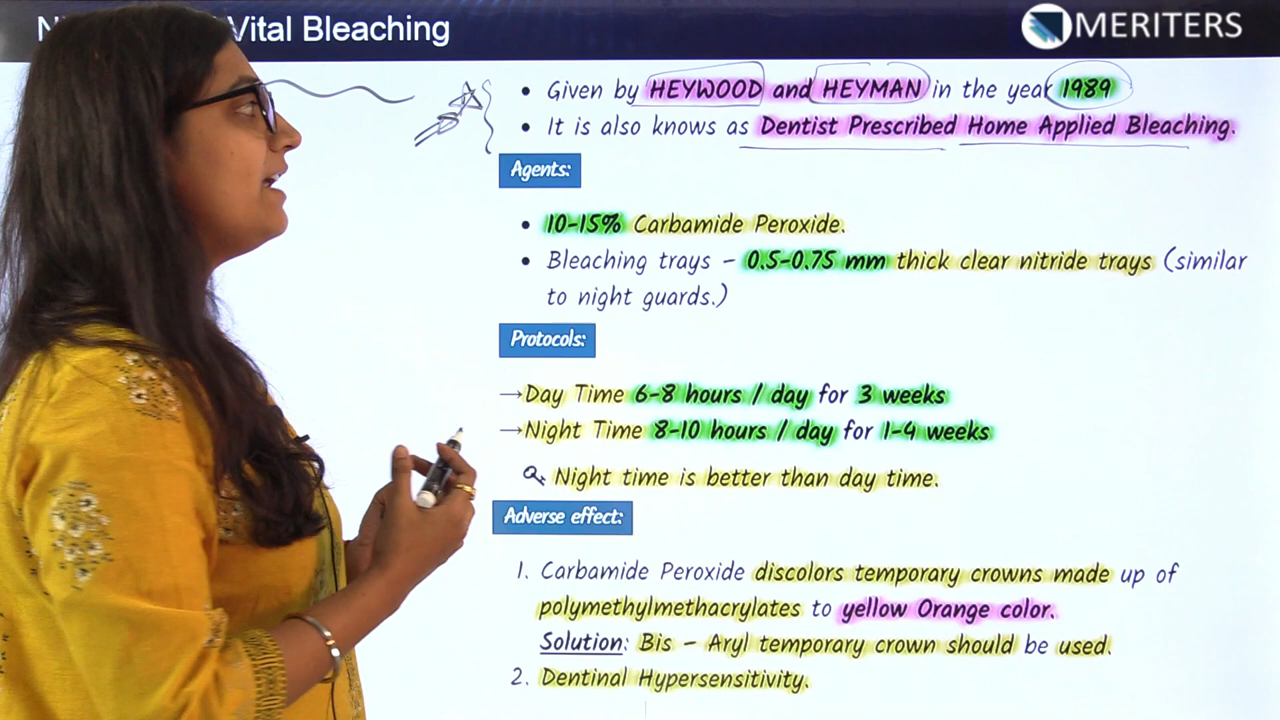 Vital Bleaching
MERITERS
• Given by HEYWOOD and HEYMAN in the year 1989
• It is also knows as Dentist Prescribed Home Applied Bleaching.
Agents:
• 10-15% Carbamide Peroxide.
• Bleaching trays - 0.5-0.75 mm thick clear nitride trays (similar
to night guards.)
Protocols:
→Day Time 6-8 hours / day for 3 weeks
→Night Time 8-10 hours / day for 1-4 weeks
Night time is better than day time.
Adverse effect:
1. Carbamide Peroxide discolors temporary crowns made up of
polymethylmethacrylates to yellow Orange color.
Solution: Bis - Aryl temporary crown should be used.
2. Dentinal Hypersensitivity.